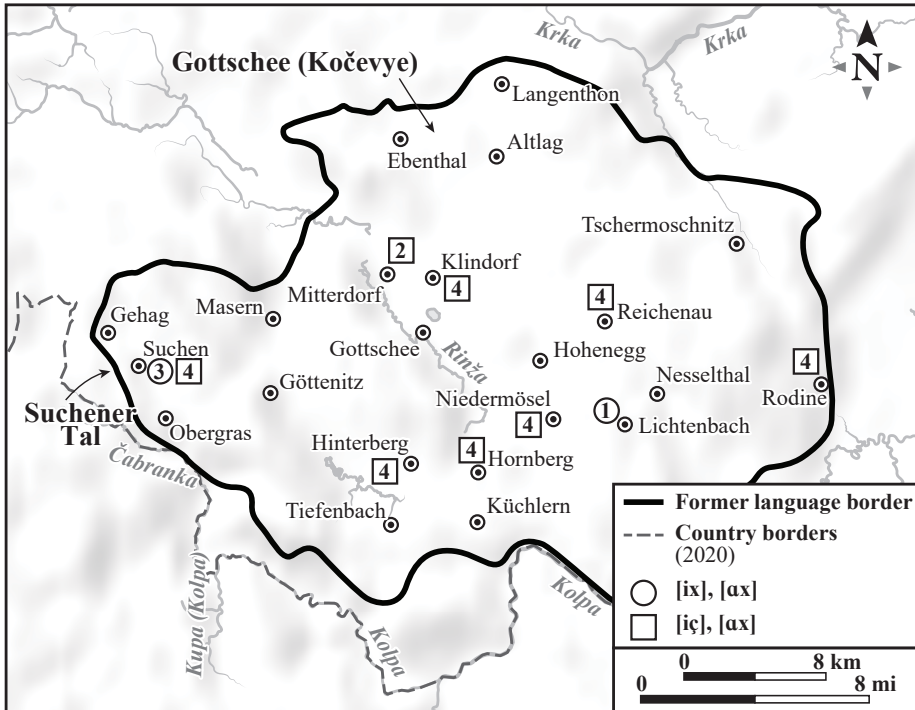 Krka
Krka
N
Gottschee (Kočevye)
Langenthon
Ebenthal
Altlag
Tschermoschnitz
2
Klindorf
4
Mitterdorf
Masern
4
Reichenau
Gehag
Gottschee
Rinža
Hohenegg
Suchen
3 4
4
Rodine
Göttenitz
Nesselthal
Suchener
Tal
Niedermösel
4
1
Lichtenbach
Obergras
Čabranka
Hinterberg
4
4
Hornberg
Tiefenbach
Küchlern
Kupa (Kolpa)
Kolpa
Kolpa
Former language border
Country borders
(2020)
[ix], [ɑx]
[iç], [ɑx]
0 8 km
0 8 mi